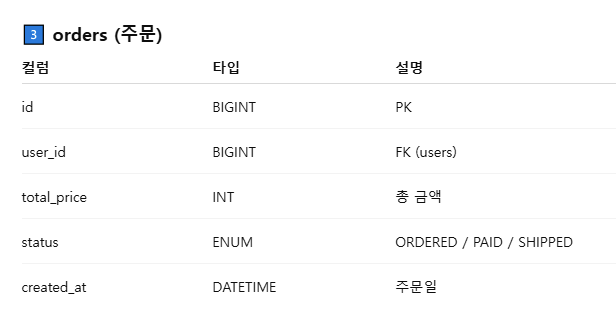 3 orders (주문)
컬럼 타입 설명
id BIGINT PK
user_id BIGINT FK (users)
total_price INT 총 금액
status ENUM ORDERED / PAID / SHIPPED
created_at DATETIME 주문일